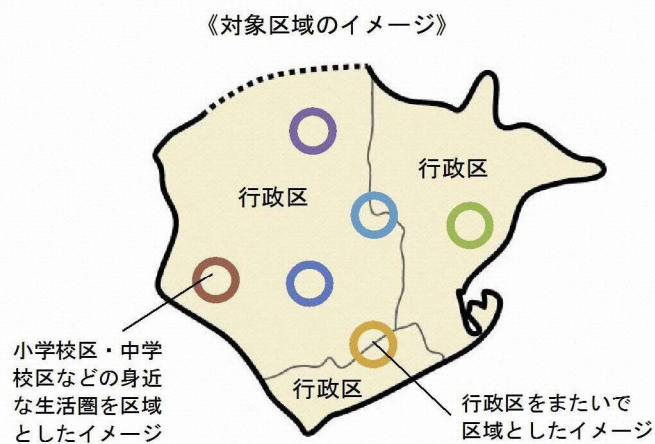 《対象区域のイメージ》
行政区
行政区
行政区
小学校区・中学
校区などの身近
な生活圏を区域
としたイメージ
行政区をまたいで
区域としたイメージ